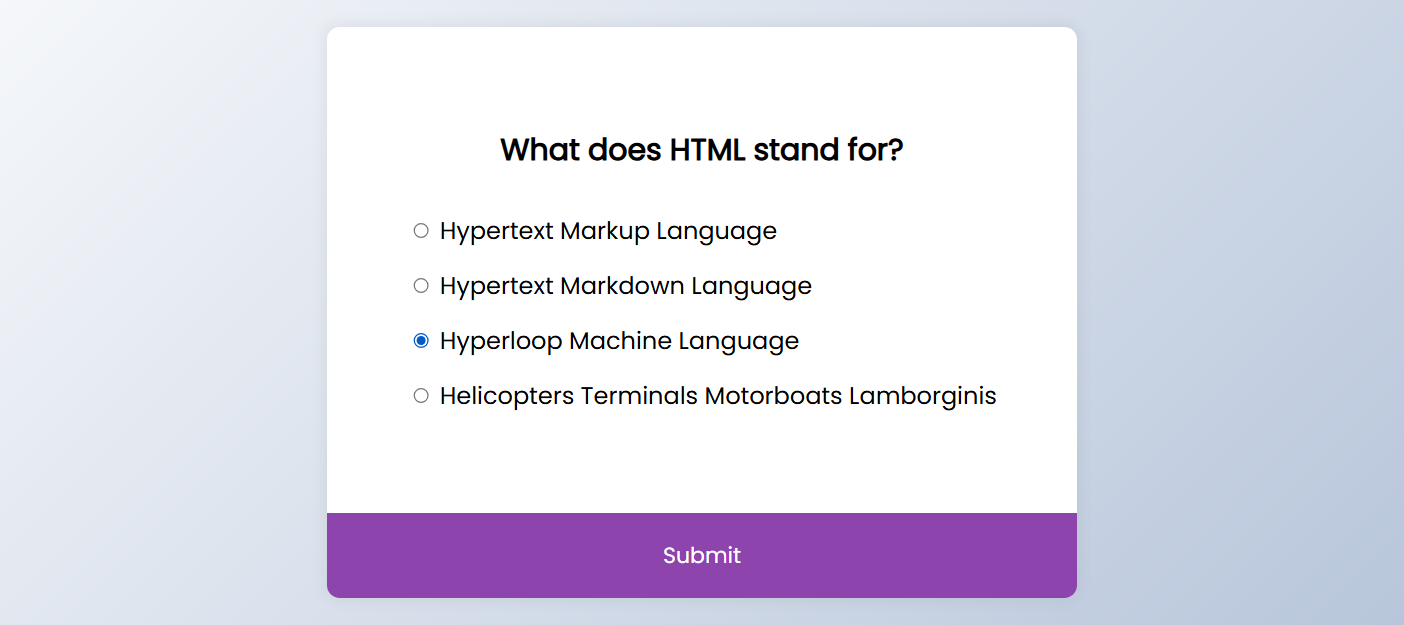 What does HTML stand for?
Hypertext Markup Language
Hypertext Markdown Language
Hyperloop Machine Language
Helicopters Terminals Motorboats Lamborginis
Submit